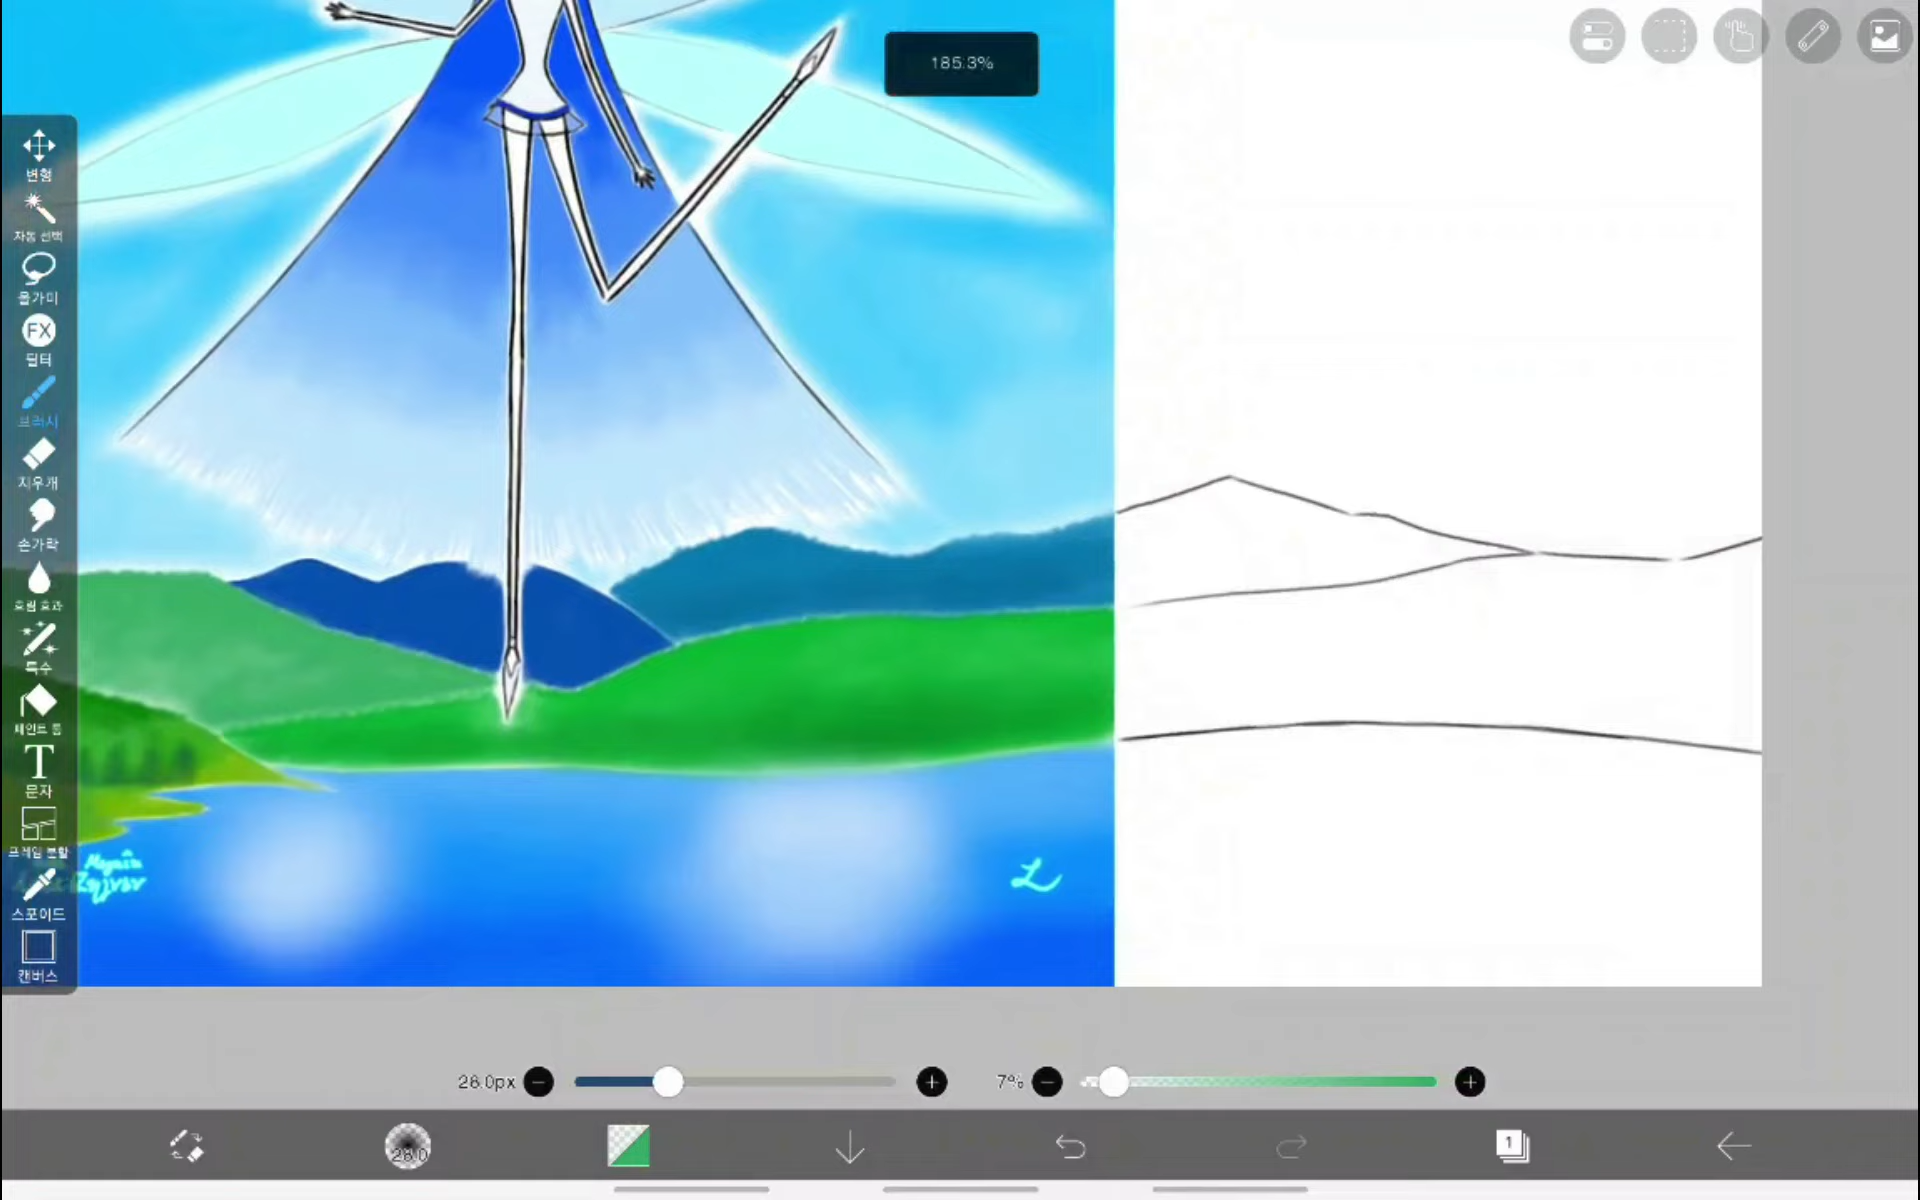 185.3%
변형
자동 선택
올가미
FX
필터
브러시
지우개
손가락
흐림 효과
특수
페인트 통
T
문자
프레임 분할
스포이드
캔버스
L
28.0px
7%
28.0
1